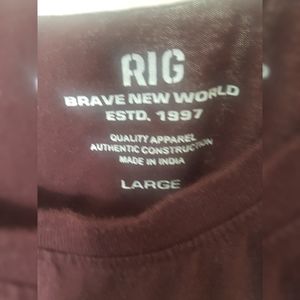 RIG
BRAVE NEW WORLD
ESTD. 1997
QUALITY APPAREL
AUTHENTIC CONSTRUCTION
MADE IN INDIA
LARGE